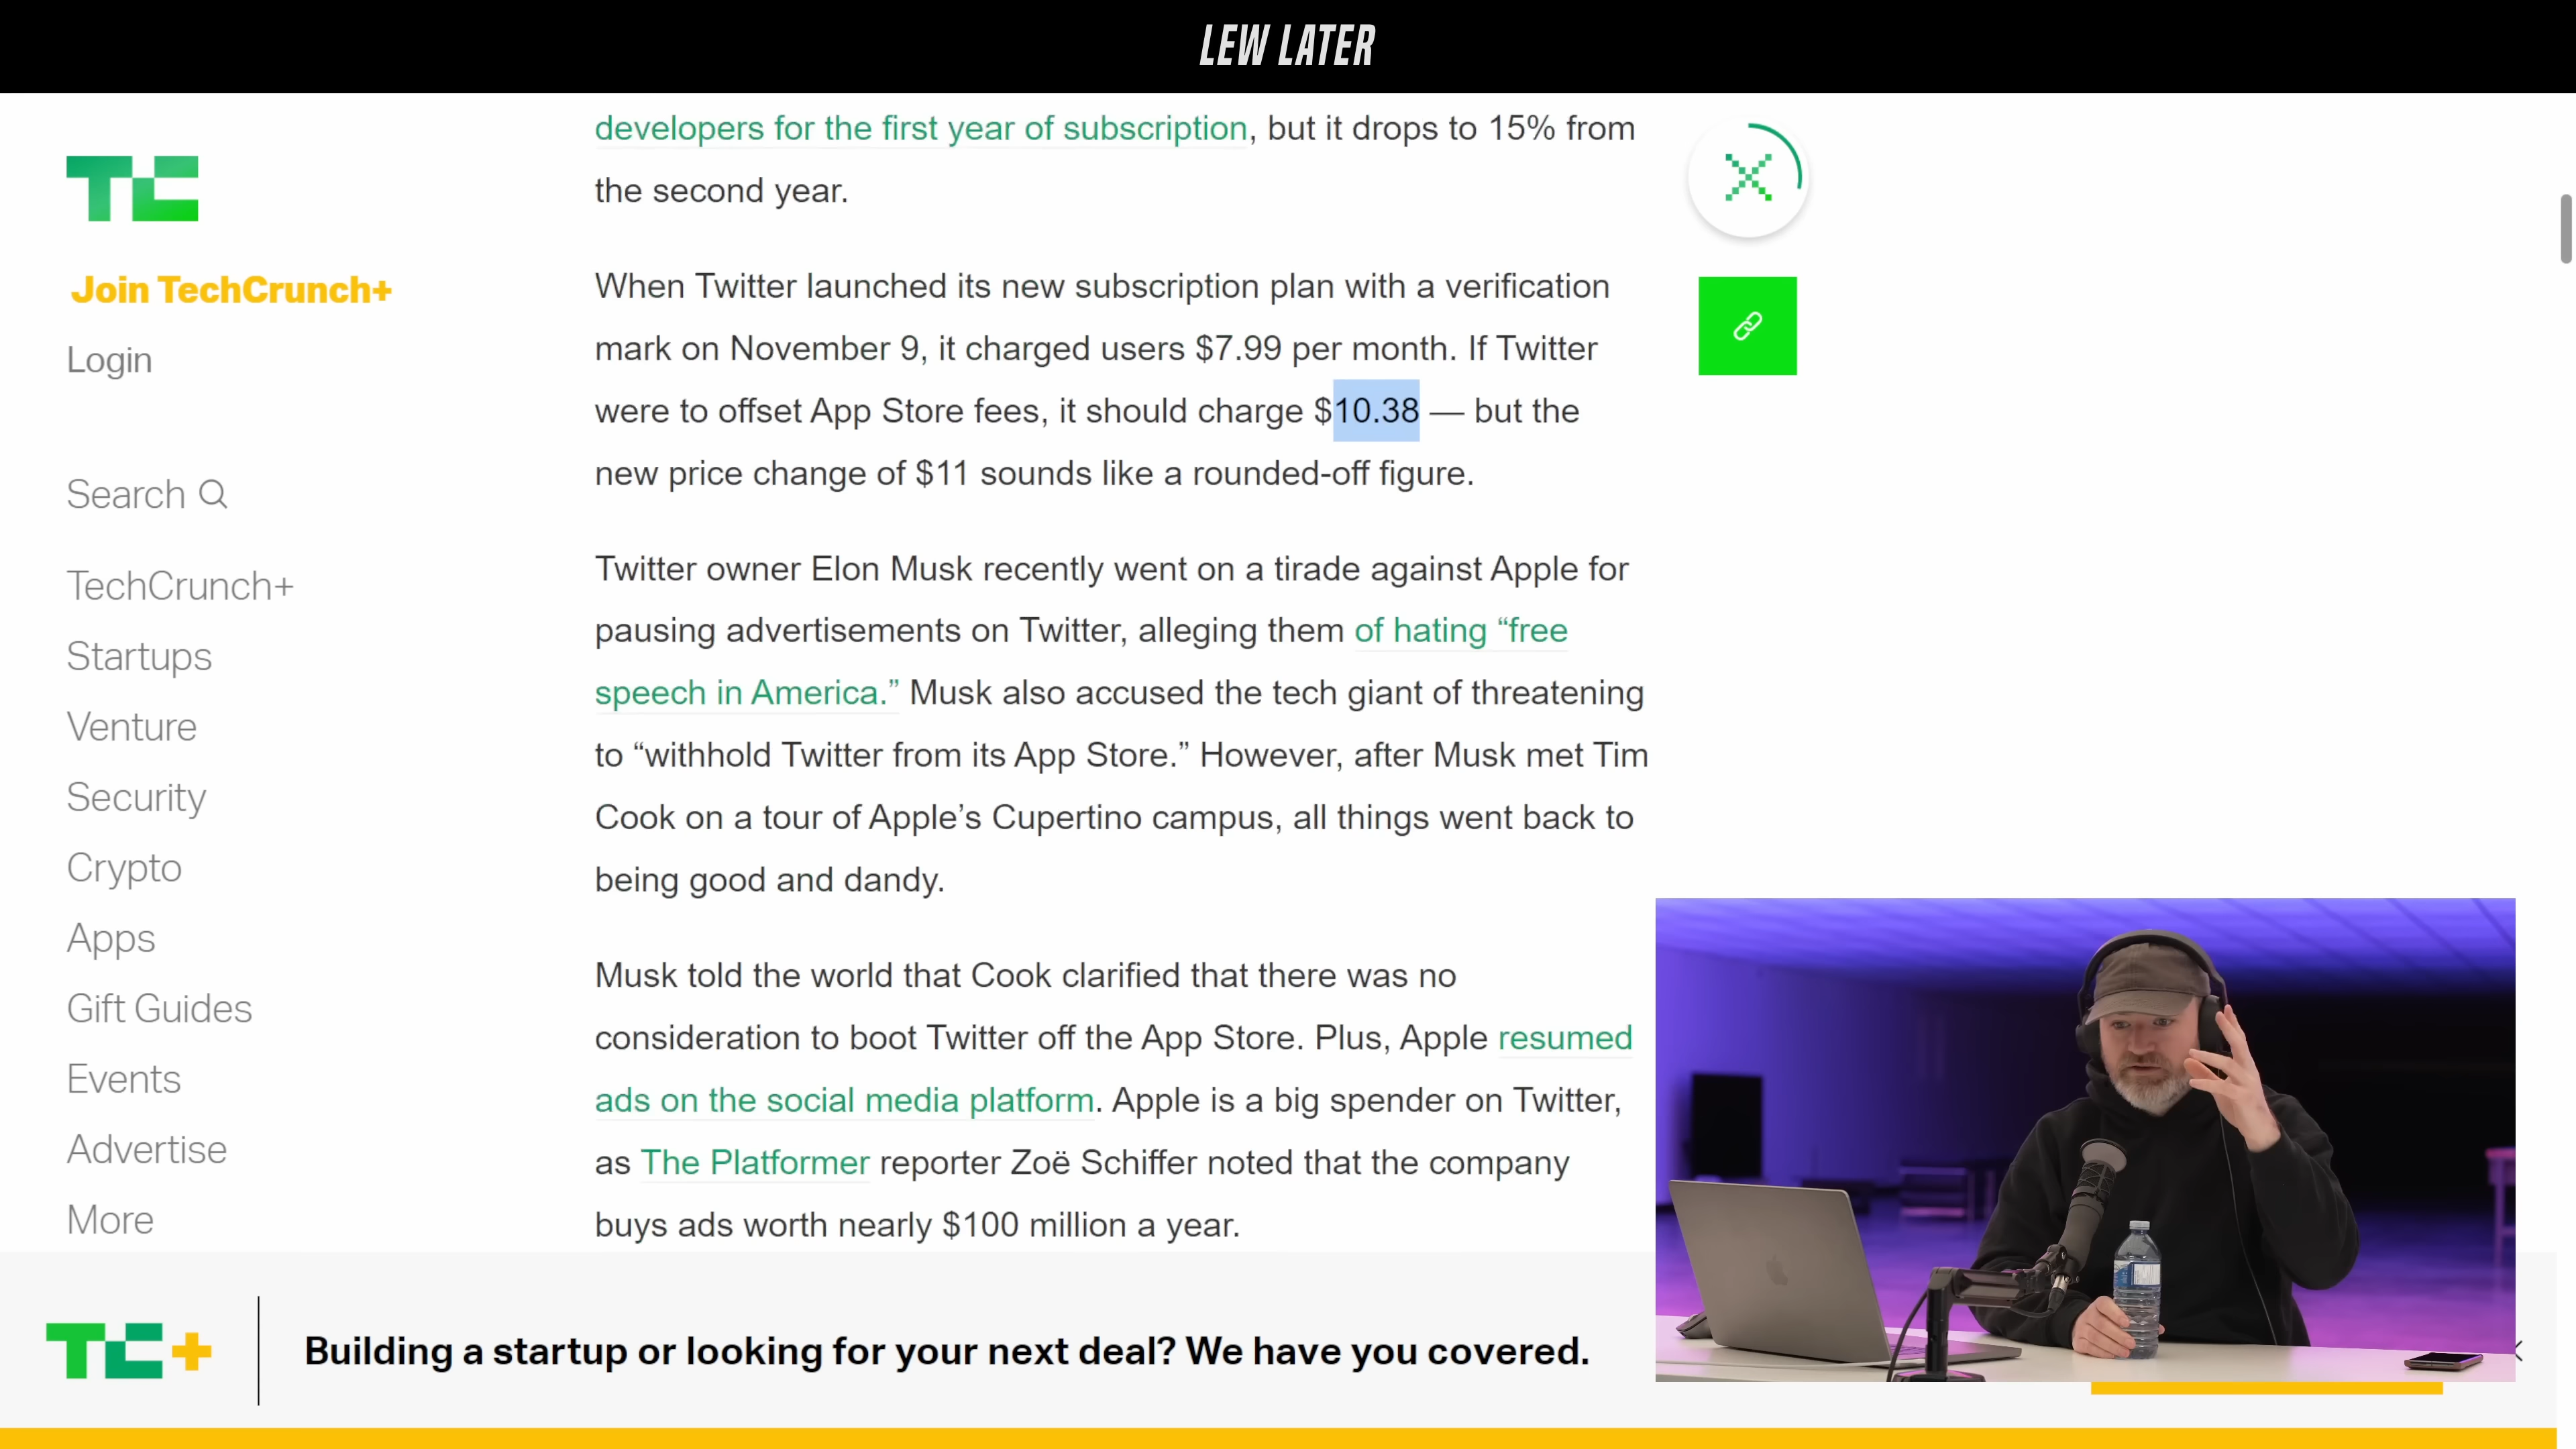 LEW LATER
TC
Join TechCrunch+
Login
Search
TechCrunch+
Startups
Venture
Security
Crypto
Apps
Gift Guides
Events
Advertise
More
developers for the first year of subscription, but it drops to 15% from
the second year.
When Twitter launched its new subscription plan with a verification
mark on November 9, it charged users $7.99 per month. If Twitter
were to offset App Store fees, it should charge $10.38 — but the
new price change of $11 sounds like a rounded-off figure.
Twitter owner Elon Musk recently went on a tirade against Apple for
pausing advertisements on Twitter, alleging them of hating “free
speech in America.” Musk also accused the tech giant of threatening
to “withhold Twitter from its App Store.” However, after Musk met Tim
Cook on a tour of Apple’s Cupertino campus, all things went back to
being good and dandy.
Musk told the world that Cook clarified that there was no
consideration to boot Twitter off the App Store. Plus, Apple resumed
ads on the social media platform. Apple is a big spender on Twitter,
as The Platformer reporter Zoë Schiffer noted that the company
buys ads worth nearly $100 million a year.
TC+
Building a startup or looking for your next deal? We have you covered.